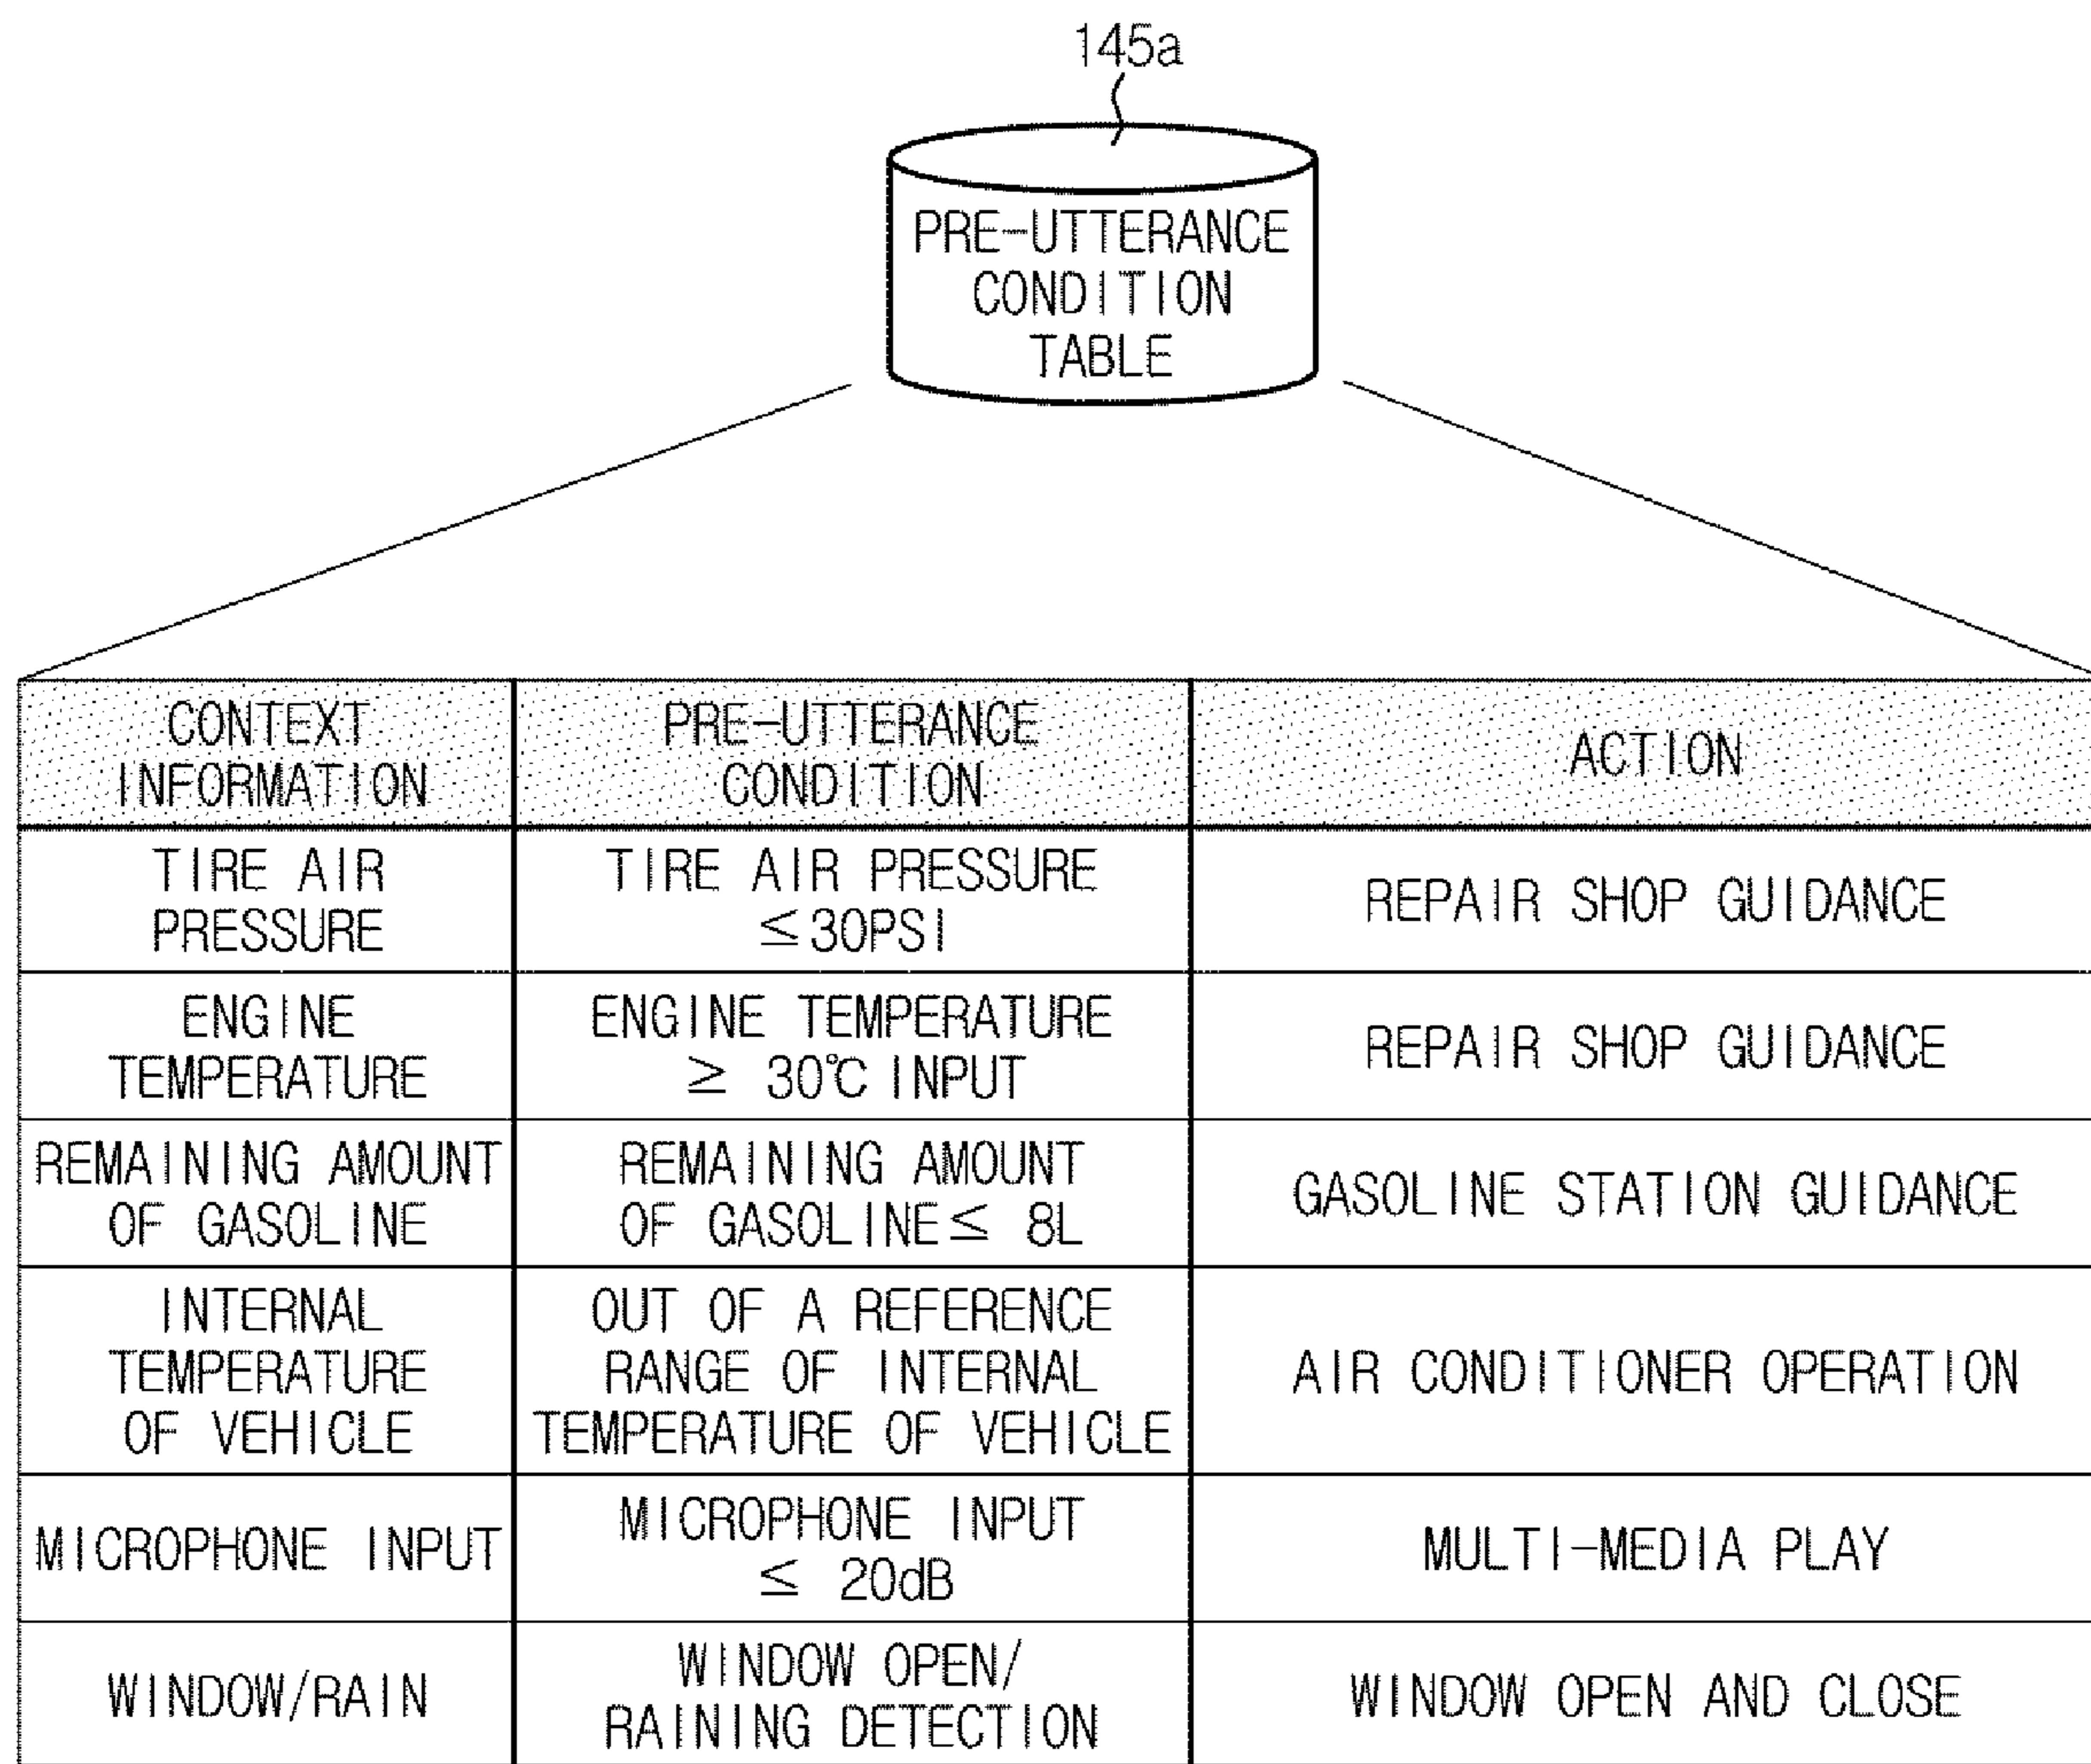 145a
PRE-UTTERANCE
CONDITION
TABLE
CONTEXT
INFORMATION
PRE-UTTERANCE
CONDITION
ACTION
TIRE AIR
PRESSURE
TIRE AIR PRESSURE
≤30PSI
REPAIR SHOP GUIDANCE
ENGINE
TEMPERATURE
ENGINE TEMPERATURE
≥ 30℃ INPUT
REPAIR SHOP GUIDANCE
REMAINING AMOUNT
OF GASOLINE
REMAINING AMOUNT
OF GASOLINE≤ 8L
GASOLINE STATION GUIDANCE
INTERNAL
TEMPERATURE
OF VEHICLE
OUT OF A REFERENCE
RANGE OF INTERNAL
TEMPERATURE OF VEHICLE
AIR CONDITIONER OPERATION
MICROPHONE INPUT
MICROPHONE INPUT
≤ 20dB
MULTI-MEDIA PLAY
WINDOW/RAIN
WINDOW OPEN/
RAINING DETECTION
WINDOW OPEN AND CLOSE